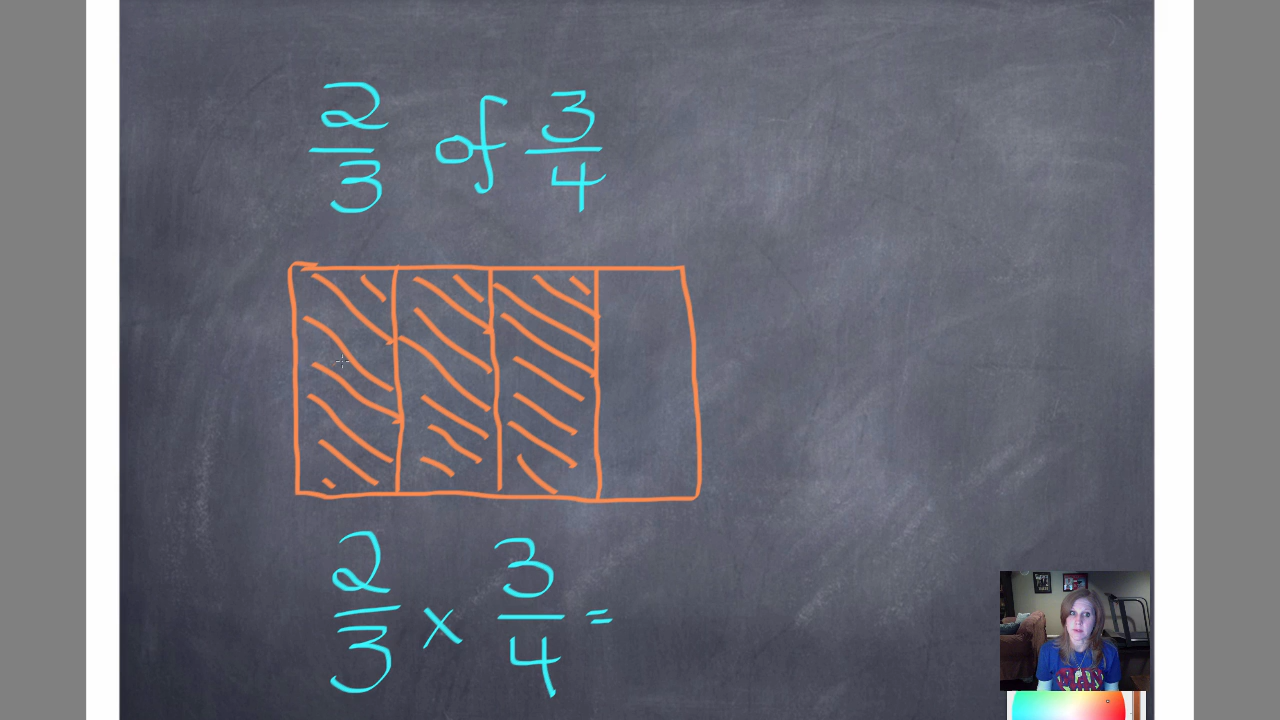 2/3 of 3/4
2/3 x 3/4 =